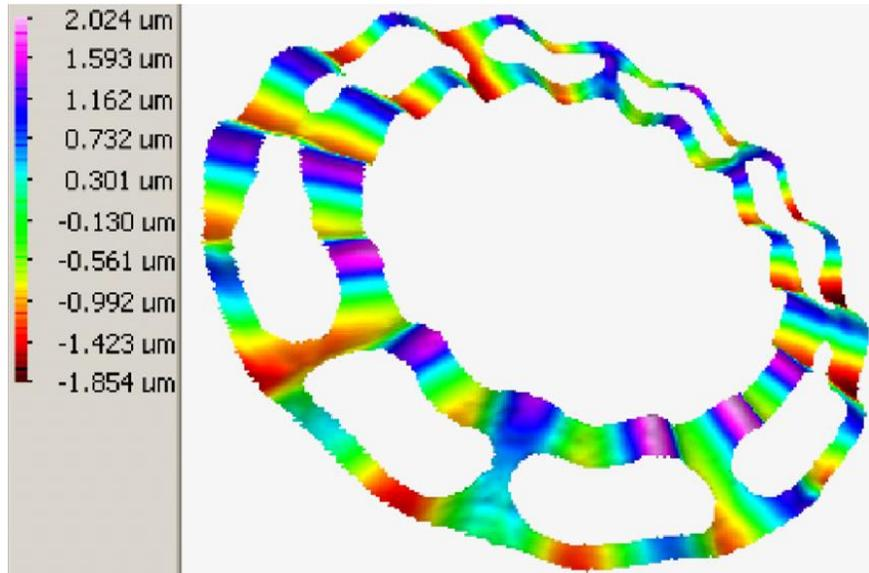 2.024 um
1.593 um
1.162 um
0.732 um
0.301 um
-0.130 um
-0.561 um
-0.992 um
-1.423 um
-1.854 um